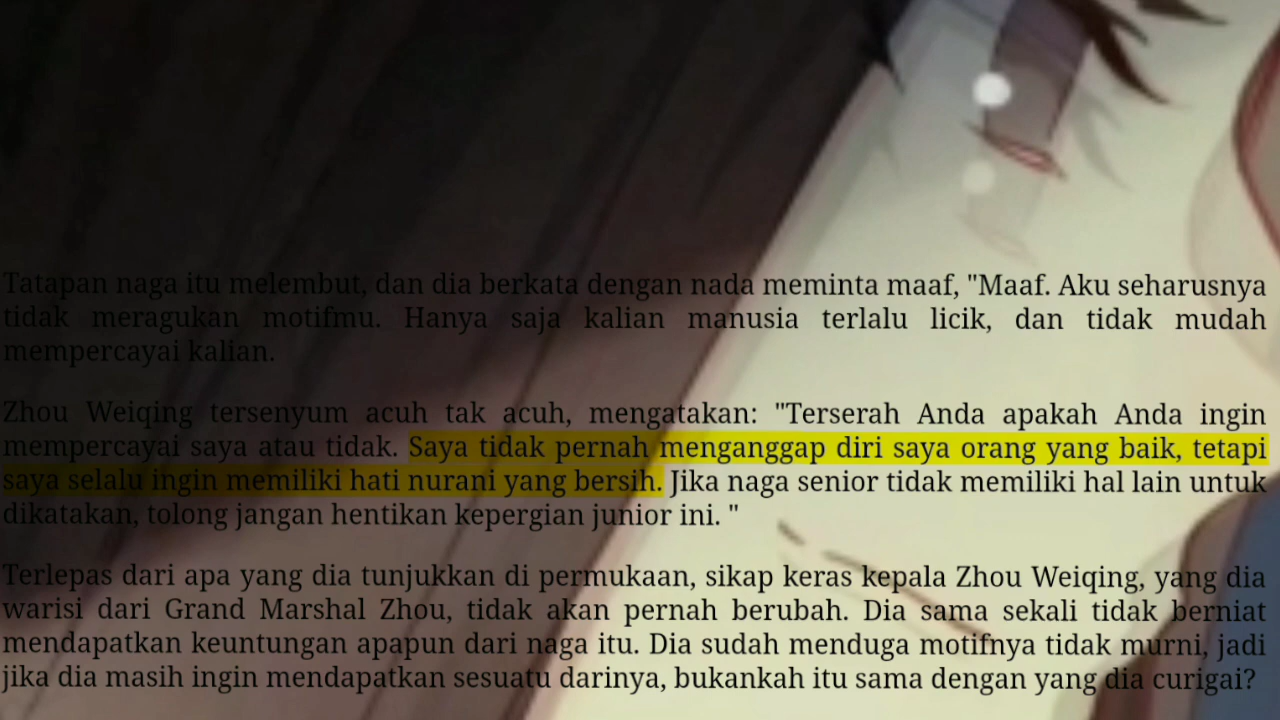 Tatapan naga itu melembut, dan dia berkata dengan nada meminta maaf, "Maaf. Aku seharusnya
tidak meragukan motifmu. Hanya saja kalian manusia terlalu licik, dan tidak mudah
mempercayai kalian.
Zhou Weiqing tersenyum acuh tak acuh, mengatakan: "Terserah Anda apakah Anda ingin
mempercayai saya atau tidak. Saya tidak pernah menganggap diri saya orang yang baik, tetapi
saya selalu ingin memiliki hati nurani yang bersih. Jika naga senior tidak memiliki hal lain untuk
dikatakan, tolong jangan hentikan kepergian junior ini. "
Terlepas dari apa yang dia tunjukkan di permukaan, sikap keras kepala Zhou Weiqing, yang dia
warisi dari Grand Marshal Zhou, tidak akan pernah berubah. Dia sama sekali tidak berniat
mendapatkan keuntungan apapun dari naga itu. Dia sudah menduga motifnya tidak murni, jadi
jika dia masih ingin mendapatkan sesuatu darinya, bukankah itu sama dengan yang dia curigai?